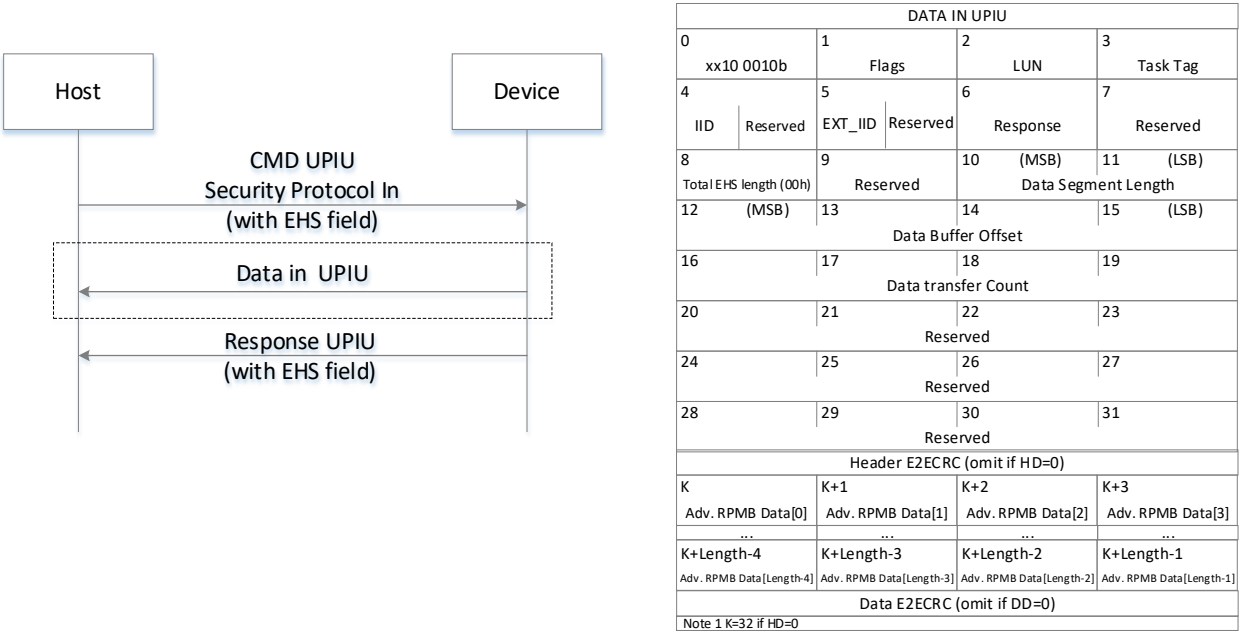 Host
Device
CMD UPIU
Security Protocol In
(with EHS field)
Data in UPIU
Response UPIU
(with EHS field)
DATA IN UPIU
0 1 2 3
xx10 0010b Flags LUN Task Tag
4 5 6 7
IID Reserved EXT_IID Reserved Response Reserved
8 9 10 (MSB) 11 (LSB)
Total EHS length (00h) Reserved Data Segment Length
12 (MSB) 13 14 15 (LSB)
Data Buffer Offset
16 17 18 19
Data transfer Count
20 21 22 23
Reserved
24 25 26 27
Reserved
28 29 30 31
Reserved
Header E2ECRC (omit if HD=0)
K K+1 K+2 K+3
Adv. RPMB Data[0] Adv. RPMB Data[1] Adv. RPMB Data[2] Adv. RPMB Data[3]
... ... ... ...
K+Length-4 K+Length-3 K+Length-2 K+Length-1
Adv. RPMB Data[Length-4] Adv. RPMB Data[Length-3] Adv. RPMB Data[Length-2] Adv. RPMB Data[Length-1]
Data E2ECRC (omit if DD=0)
Note 1 K=32 if HD=0